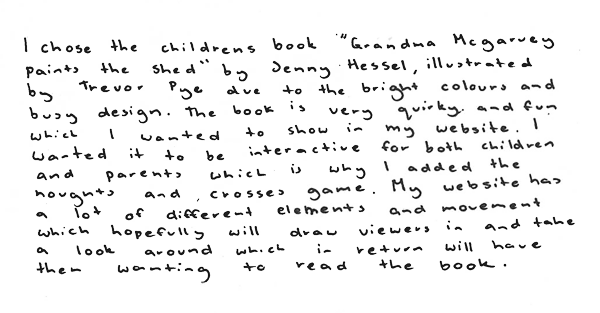 I chose the childrens book "Grandma Mcgarvey
paints the shed" by Jenny Hessel, illustrated
by Trevor Pye due to the bright colours and
busy design. The book is very quirky and fun
which I wanted to show in my website. I
wanted it to be interactive for both children
and parents which is why I added the
noughts and crosses game. My website has
a lot of different elements and movement
which hopefully will draw viewers in and take
a look around which in return will have
them wanting to read the book.